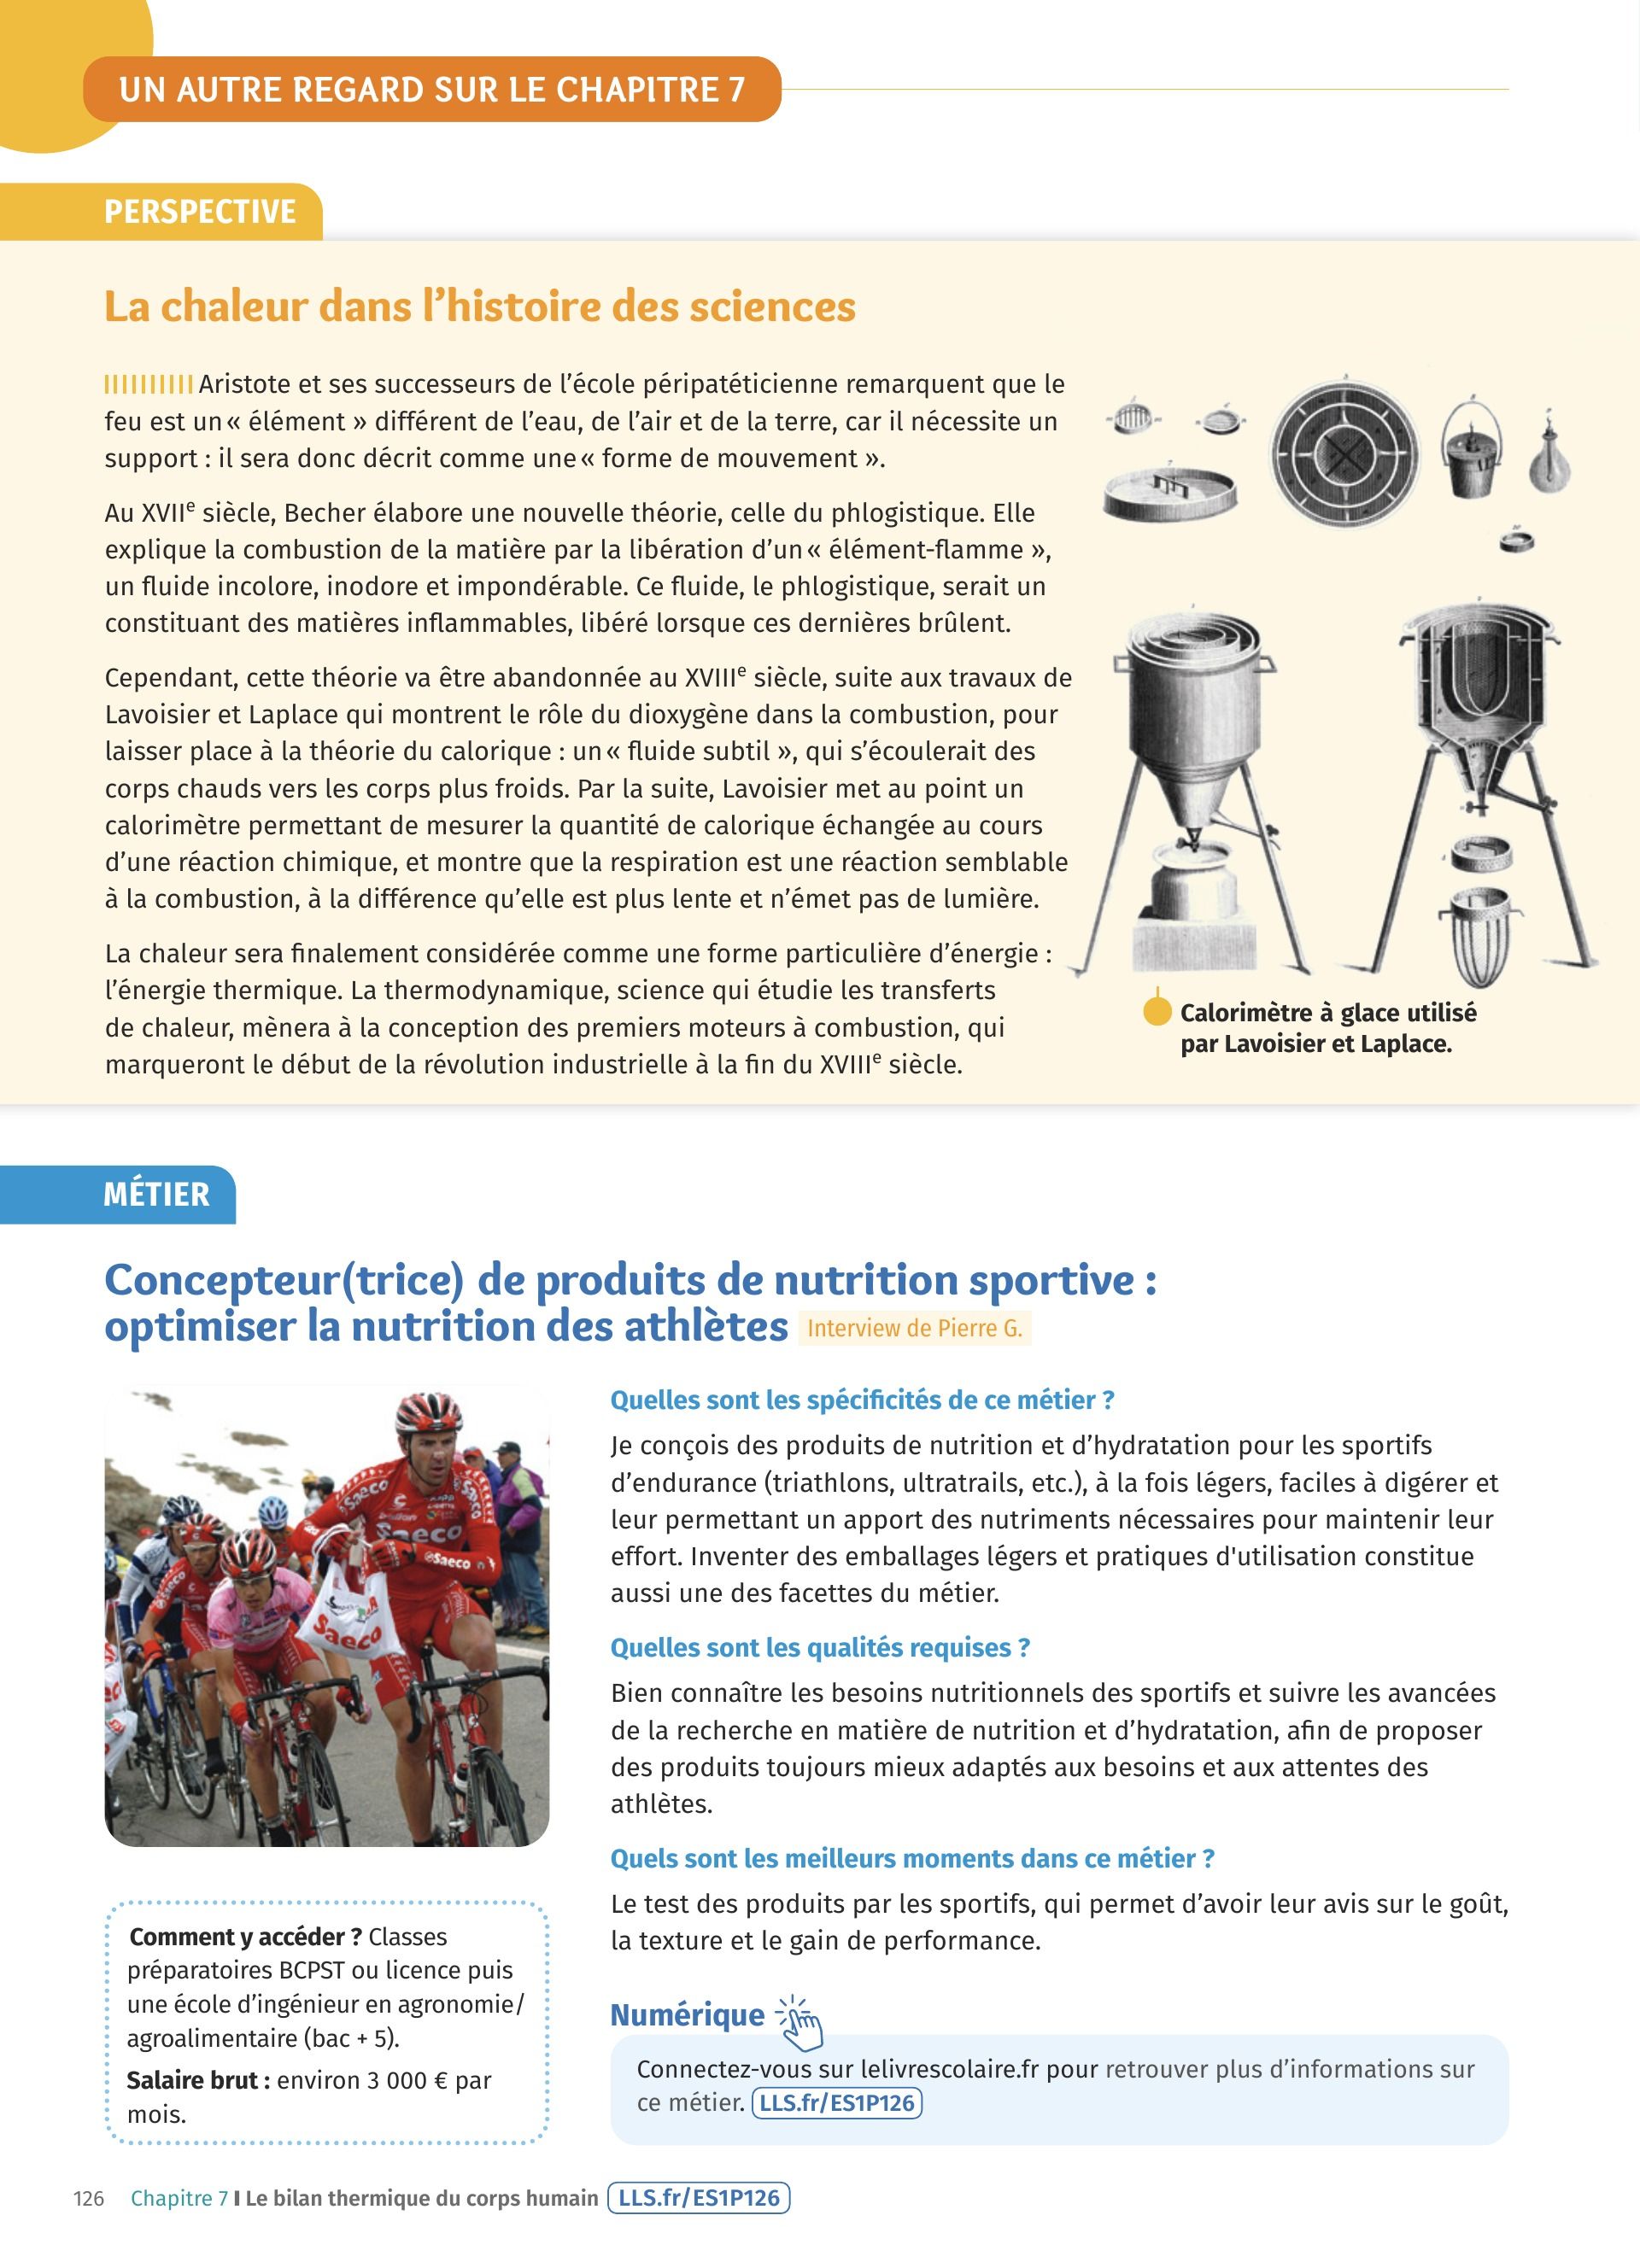 UN AUTRE REGARD SUR LE CHAPITRE 7
PERSPECTIVE
La chaleur dans l'histoire des sciences
Aristote et ses successeurs de l'école péripatéticienne remarquent que le
feu est un « élément » différent de l'eau, de l'air et de la terre, car il nécessite un
support : il sera donc décrit comme une « forme de mouvement ».
Au XVIIe siècle, Becher élabore une nouvelle théorie, celle du phlogistique. Elle
explique la combustion de la matière par la libération d'un « élément-flamme »,
un fluide incolore, inodore et impondérable. Ce fluide, le phlogistique, serait un
constituant des matières inflammables, libéré lorsque ces dernières brûlent.
Cependant, cette théorie va être abandonnée au XVIIIe siècle, suite aux travaux de
Lavoisier et Laplace qui montrent le rôle du dioxygène dans la combustion, pour
laisser place à la théorie du calorique : un « fluide subtil », qui s'écoulerait des
corps chauds vers les corps plus froids. Par la suite, Lavoisier met au point un
calorimètre permettant de mesurer la quantité de calorique échangée au cours
d'une réaction chimique, et montre que la respiration est une réaction semblable
à la combustion, à la différence qu'elle est plus lente et n'émet pas de lumière.
La chaleur sera finalement considérée comme une forme particulière d'énergie :
l'énergie thermique. La thermodynamique, science qui étudie les transferts
de chaleur, mènera à la conception des premiers moteurs à combustion, qui
marqueront le début de la révolution industrielle à la fin du XVIIIe siècle.
Calorimètre à glace utilisé
par Lavoisier et Laplace.
MÉTIER
Concepteur(trice) de produits de nutrition sportive :
optimiser la nutrition des athlètes Interview de Pierre G.
Saeco
Saeco
Saeco
Saeco
Quelles sont les spécificités de ce métier ?
Je conçois des produits de nutrition et d'hydratation pour les sportifs
d'endurance (triathlons, ultratrails, etc.), à la fois légers, faciles à digérer et
leur permettant un apport des nutriments nécessaires pour maintenir leur
effort. Inventer des emballages légers et pratiques d'utilisation constitue
aussi une des facettes du métier.
Quelles sont les qualités requises ?
Bien connaître les besoins nutritionnels des sportifs et suivre les avancées
de la recherche en matière de nutrition et d'hydratation, afin de proposer
des produits toujours mieux adaptés aux besoins et aux attentes des
athlètes.
Quels sont les meilleurs moments dans ce métier ?
Le test des produits par les sportifs, qui permet d'avoir leur avis sur le goût,
la texture et le gain de performance.
Comment y accéder ? Classes
préparatoires BCPST ou licence puis
une école d'ingénieur en agronomie/
agroalimentaire (bac + 5).
Salaire brut : environ 3 000 € par
mois.
Numérique
Connectez-vous sur lelivrescolaire.fr pour retrouver plus d'informations sur
ce métier. LLS.fr/ES1P126
126 Chapitre 7 I Le bilan thermique du corps humain LLS.fr/ES1P126